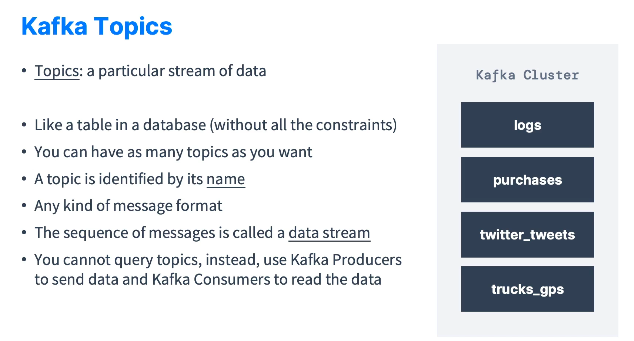 Kafka Topics
• Topics: a particular stream of data
• Like a table in a database (without all the constraints)
• You can have as many topics as you want
• A topic is identified by its name
• Any kind of message format
• The sequence of messages is called a data stream
• You cannot query topics, instead, use Kafka Producers
to send data and Kafka Consumers to read the data
Kafka Cluster
logs
purchases
twitter_tweets
trucks_gps